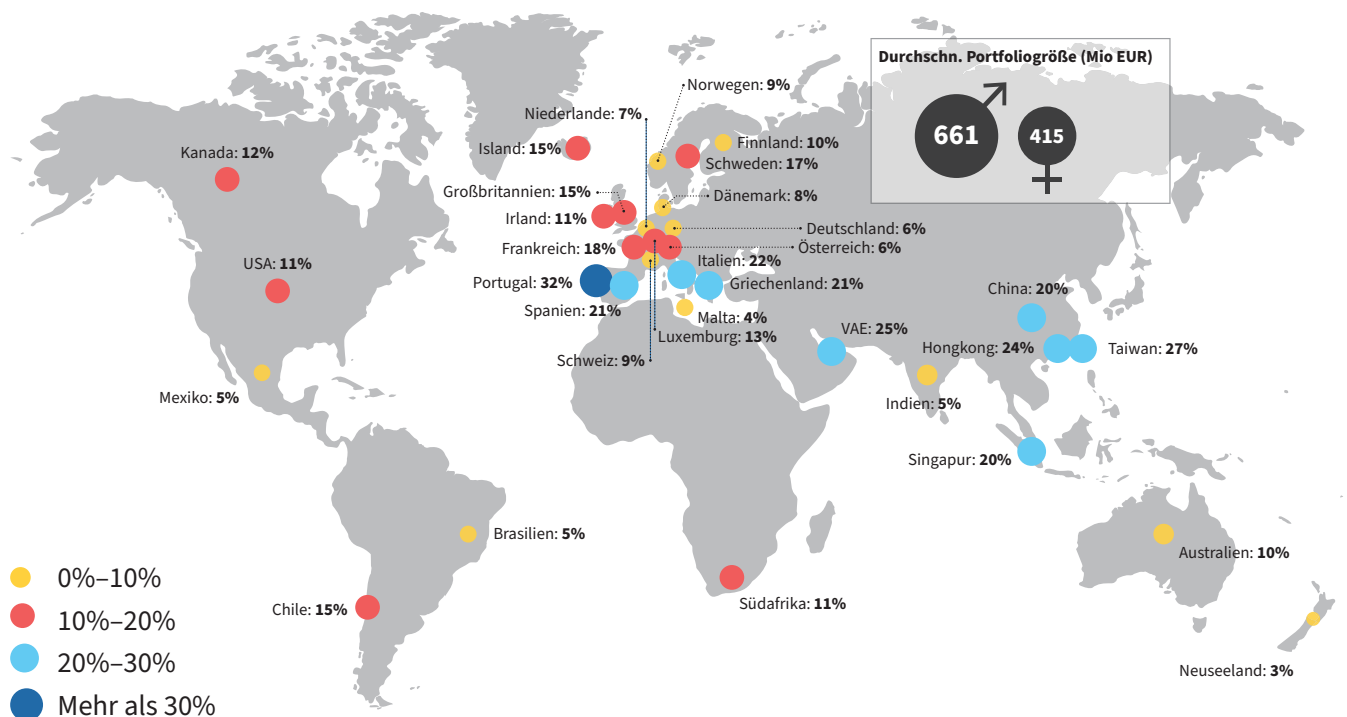 Durchschn. Portfoliogröße (Mio EUR)
661
415
Norwegen: 9%
Niederlande: 7%
Finnland: 10%
Island: 15%
Schweden: 17%
Kanada: 12%
Großbritannien: 15%
Dänemark: 8%
Irland: 11%
Deutschland: 6%
Frankreich: 18%
Österreich: 6%
USA: 11%
Italien: 22%
Portugal: 32%
Griechenland: 21%
China: 20%
Spanien: 21%
Malta: 4%
VAE: 25%
Luxemburg: 13%
Hongkong: 24%
Taiwan: 27%
Schweiz: 9%
Mexiko: 5%
Indien: 5%
Singapur: 20%
Brasilien: 5%
Australien: 10%
0%–10%
Chile: 15%
Südafrika: 11%
10%–20%
20%–30%
Neuseeland: 3%
Mehr als 30%